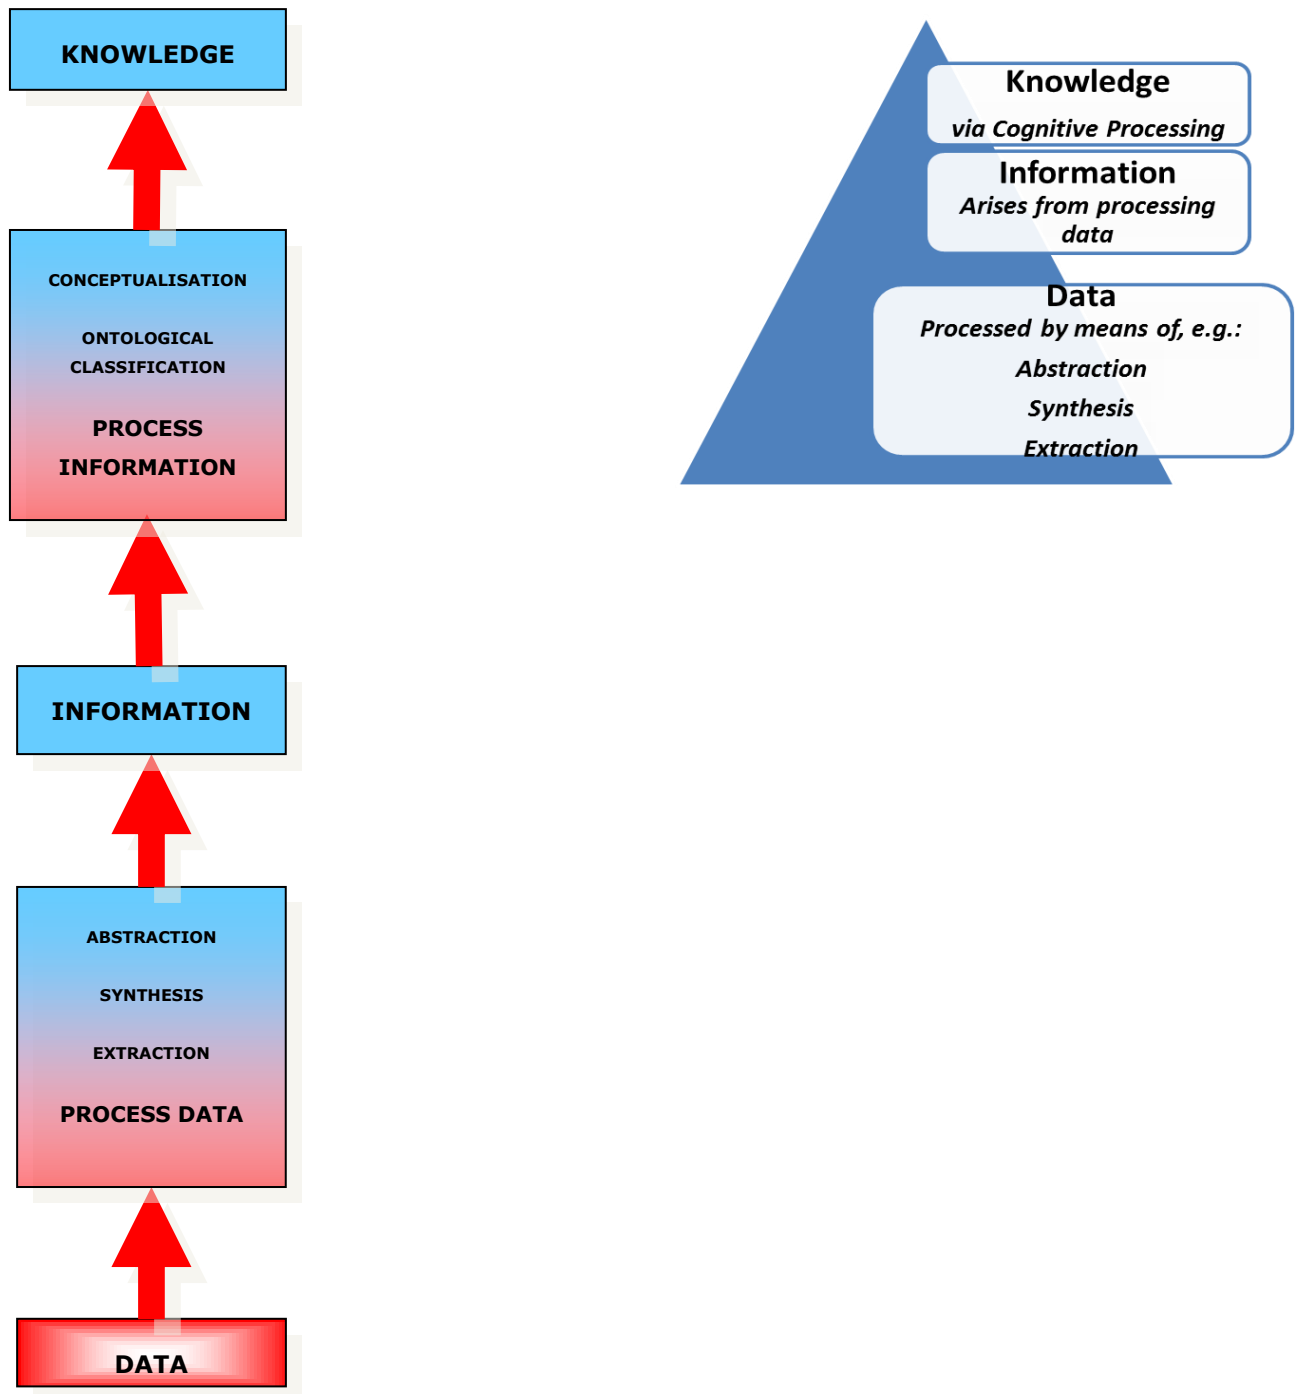 KNOWLEDGE
CONCEPTUALISATION
ONTOLOGICAL
CLASSIFICATION
PROCESS
INFORMATION
INFORMATION
ABSTRACTION
SYNTHESIS
EXTRACTION
PROCESS DATA
DATA
Knowledge
via Cognitive Processing
Information
Arises from processing
data
Data
Processed by means of, e.g.:
Abstraction
Synthesis
Extraction